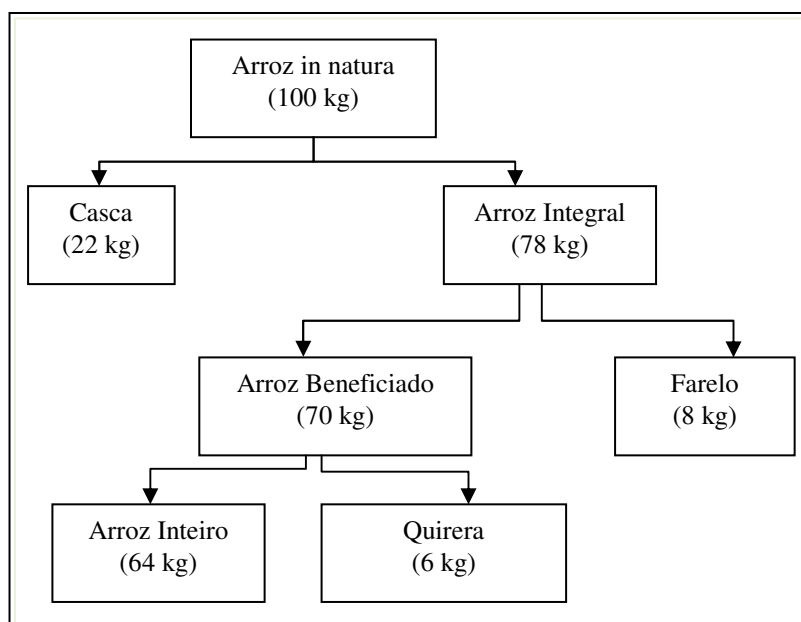 Arroz in natura
(100 kg)
Casca
(22 kg)
Arroz Integral
(78 kg)
Arroz Beneficiado
(70 kg)
Farelo
(8 kg)
Arroz Inteiro
(64 kg)
Quirera
(6 kg)